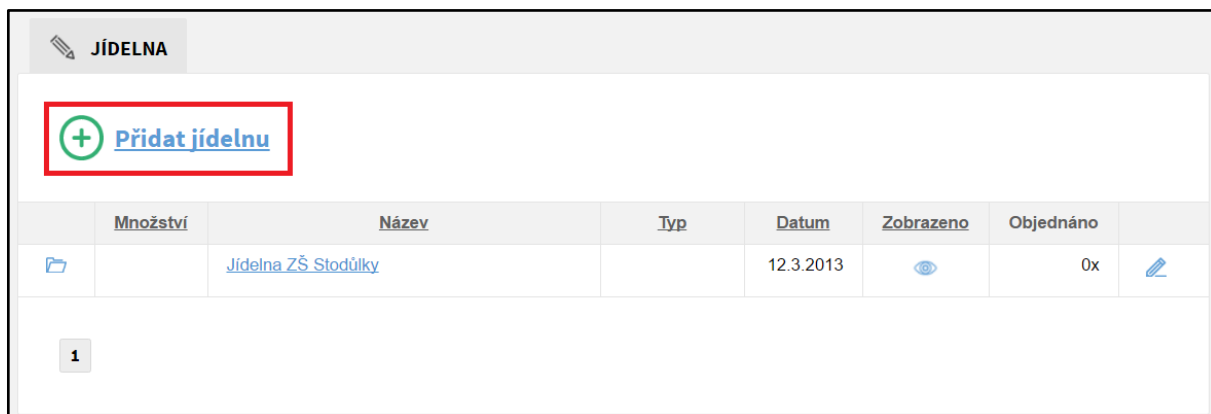 JÍDELNA
Přidat jídelnu
Množství Název Typ Datum Zobrazeno Objednáno
Jídelna ZŠ Stodůlky 12.3.2013 0x
1